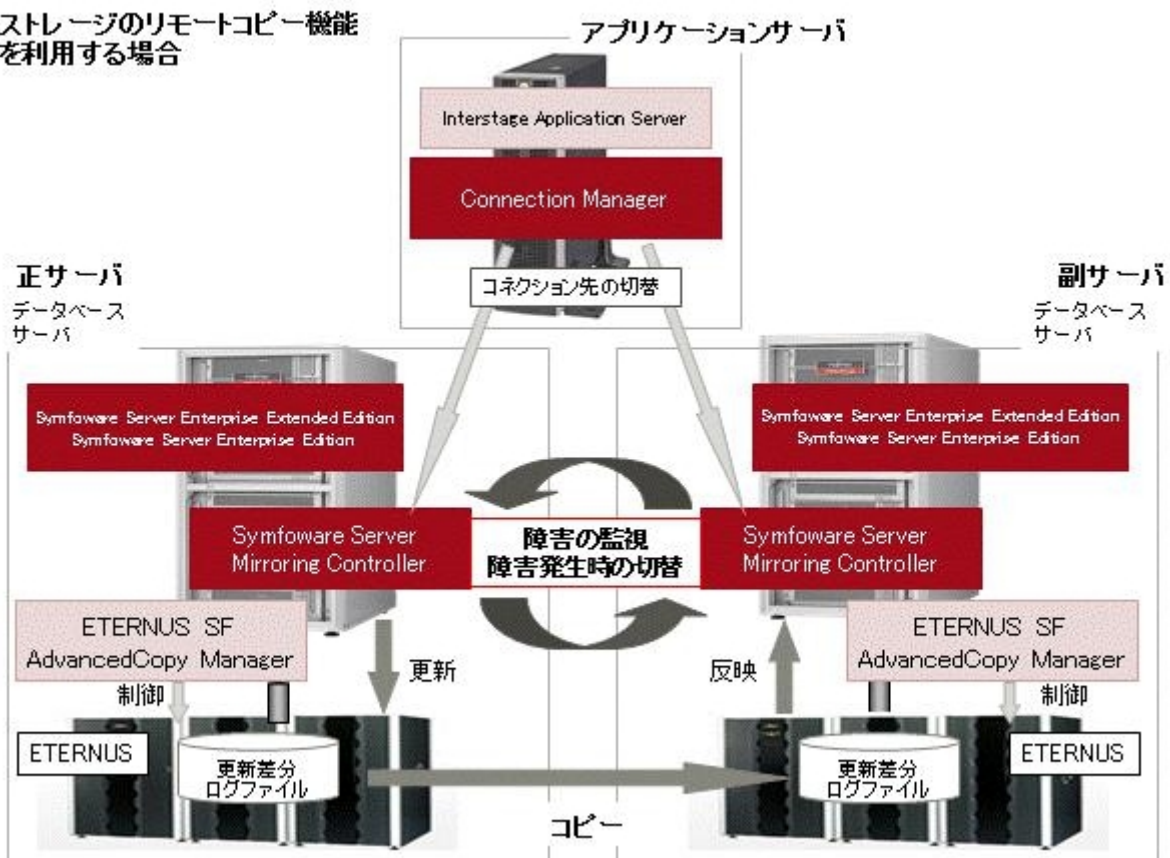 ストレージのリモートコピー機能
を利用する場合
アプリケーションサーバ
Interstage Application Server
Connection Manager
コネクション先の切替
正サーバ
データベース
サーバ
副サーバ
データベース
サーバ
Symfoware Server Enterprise Extended Edition
Symfoware Server Enterprise Edition
Symfoware Server Enterprise Extended Edition
Symfoware Server Enterprise Edition
Symfoware Server
Mirroring Controller
障害の監視
障害発生時の切替
Symfoware Server
Mirroring Controller
ETERNUS SF
AdvancedCopy Manager
制御
更新
反映
ETERNUS SF
AdvancedCopy Manager
制御
ETERNUS
更新差分
ログファイル
更新差分
ログファイル
ETERNUS
コピー